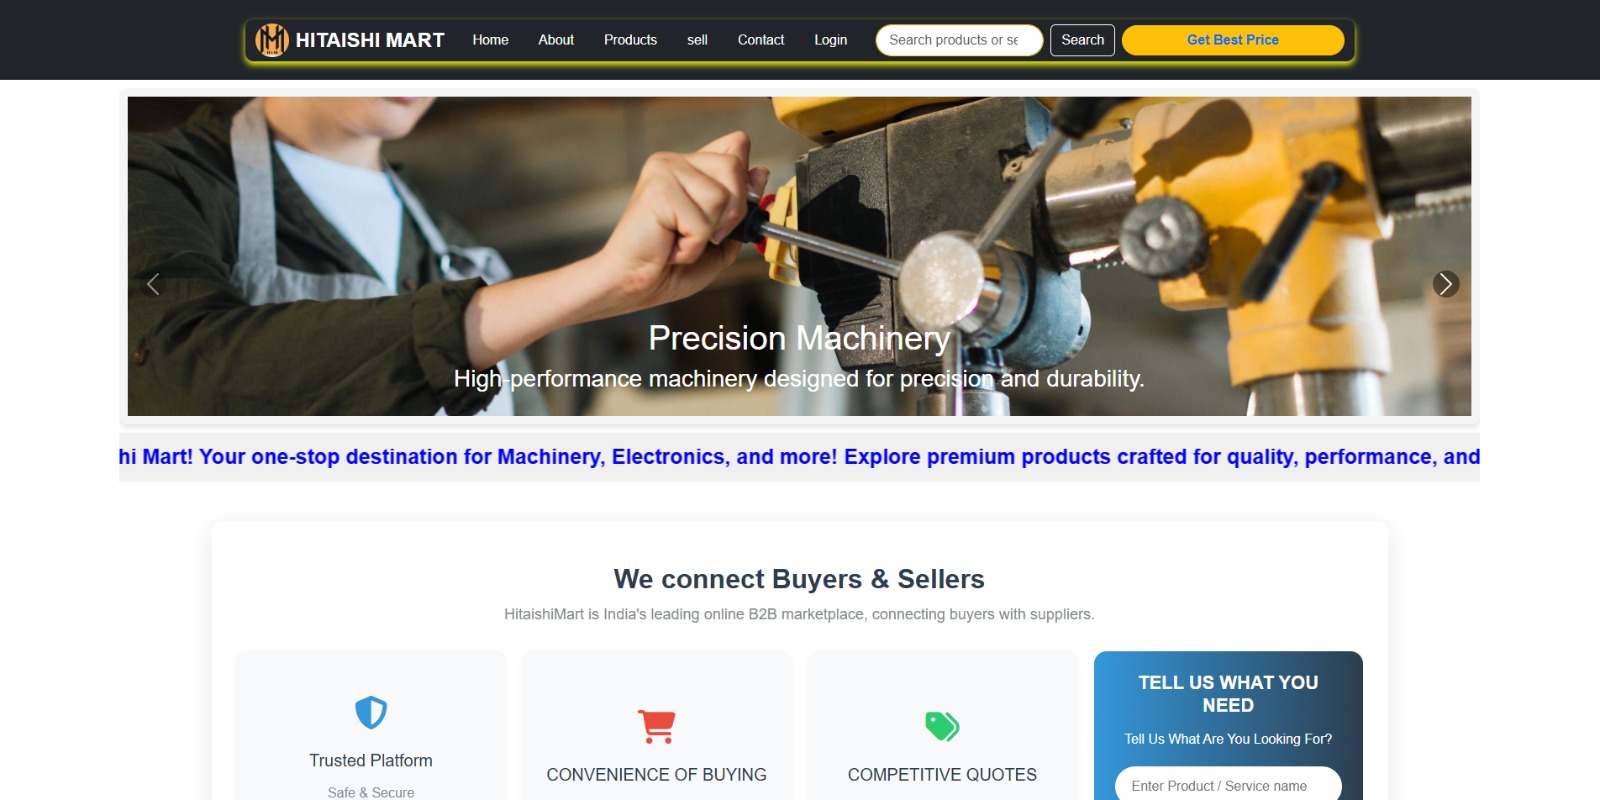 HITAISHI MART
Home
About
Products
sell
Contact
Login
Search products or se
Search
Get Best Price
Precision Machinery
High-performance machinery designed for precision and durability.
hi Mart! Your one-stop destination for Machinery, Electronics, and more! Explore premium products crafted for quality, performance, and
We connect Buyers & Sellers
HitaishiMart is India's leading online B2B marketplace, connecting buyers with suppliers.
Trusted Platform
Safe & Secure
CONVENIENCE OF BUYING
COMPETITIVE QUOTES
TELL US WHAT YOU
NEED
Tell Us What Are You Looking For?
Enter Product / Service name